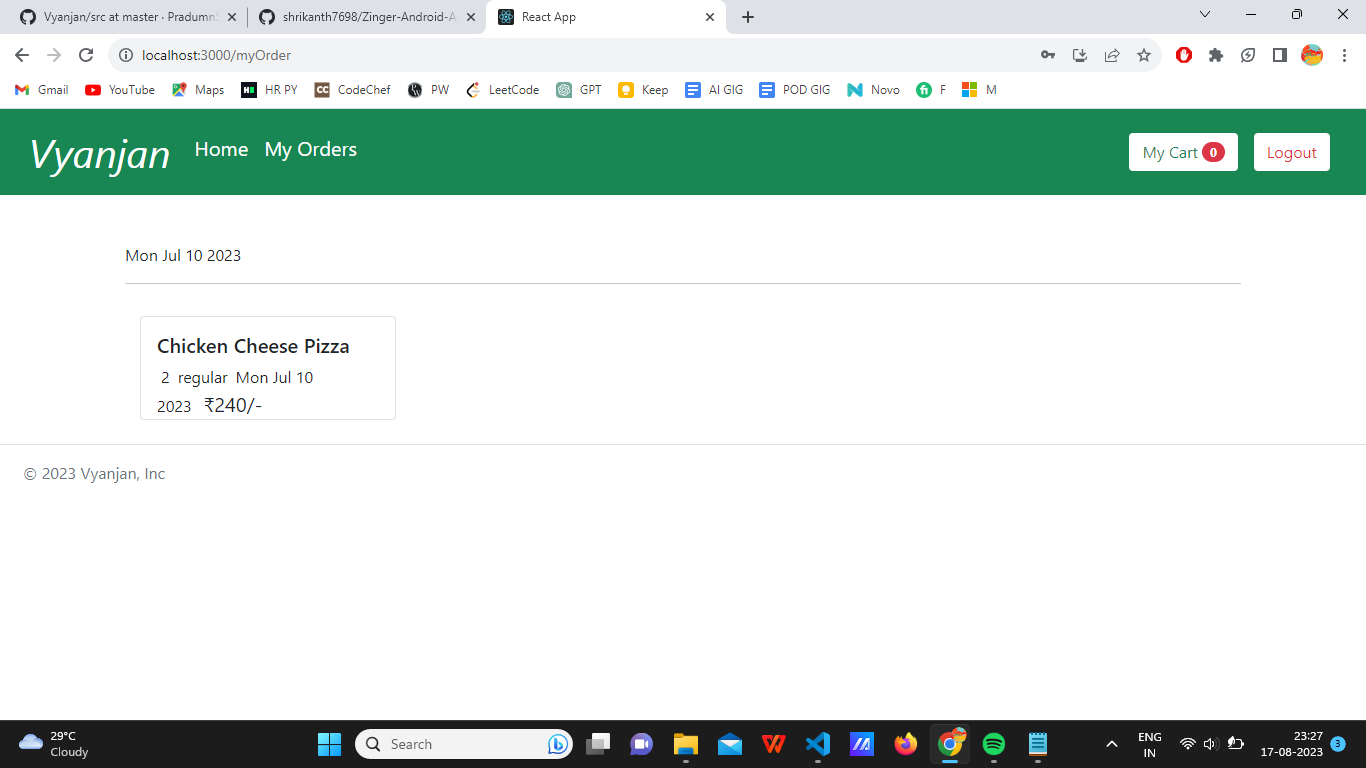 Vyanjan/src at master · Pradumn
shrikanth7698/Zinger-Android-A
React App
localhost:3000/myOrder
Gmail YouTube Maps HR PY CodeChef PW LeetCode GPT Keep AI GIG POD GIG Novo F M
Vyanjan Home My Orders My Cart 0 Logout
Mon Jul 10 2023
Chicken Cheese Pizza
2 regular Mon Jul 10
2023 ₹240/-
© 2023 Vyanjan, Inc
29°C
Cloudy
Search
ENG
IN
23:27
17-08-2023 3